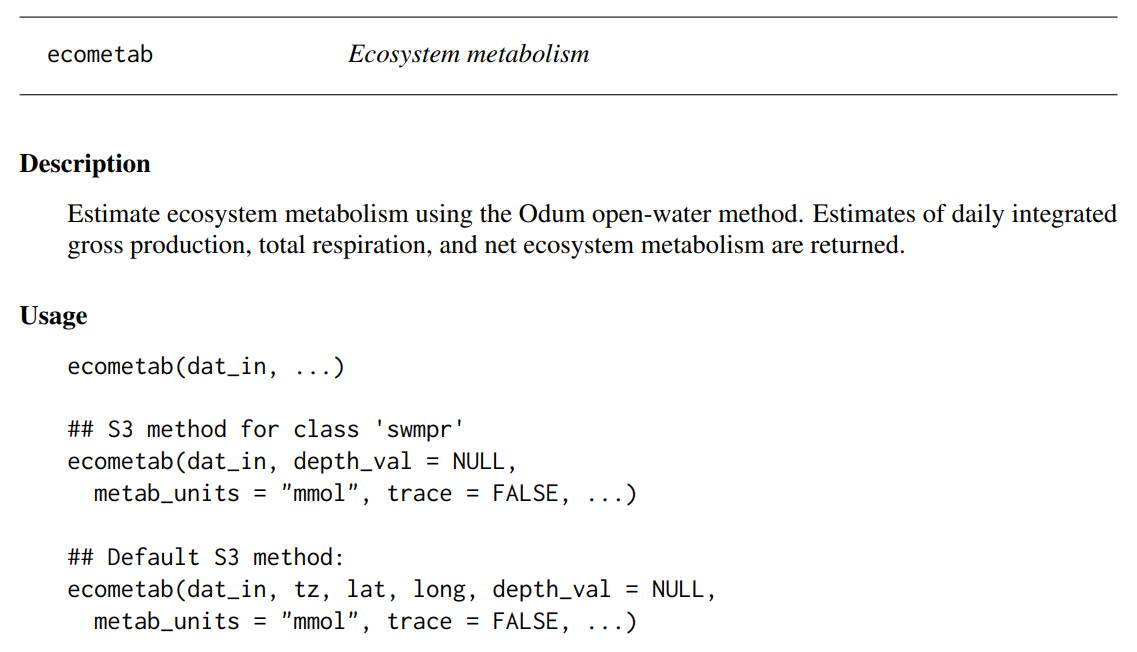 ecometab Ecosystem metabolism
Description
Estimate ecosystem metabolism using the Odum open-water method. Estimates of daily integrated
gross production, total respiration, and net ecosystem metabolism are returned.
Usage
ecometab(dat_in, ...)
## S3 method for class 'swmpr'
ecometab(dat_in, depth_val = NULL,
  metab_units = "mmol", trace = FALSE, ...)
## Default S3 method:
ecometab(dat_in, tz, lat, long, depth_val = NULL,
  metab_units = "mmol", trace = FALSE, ...)